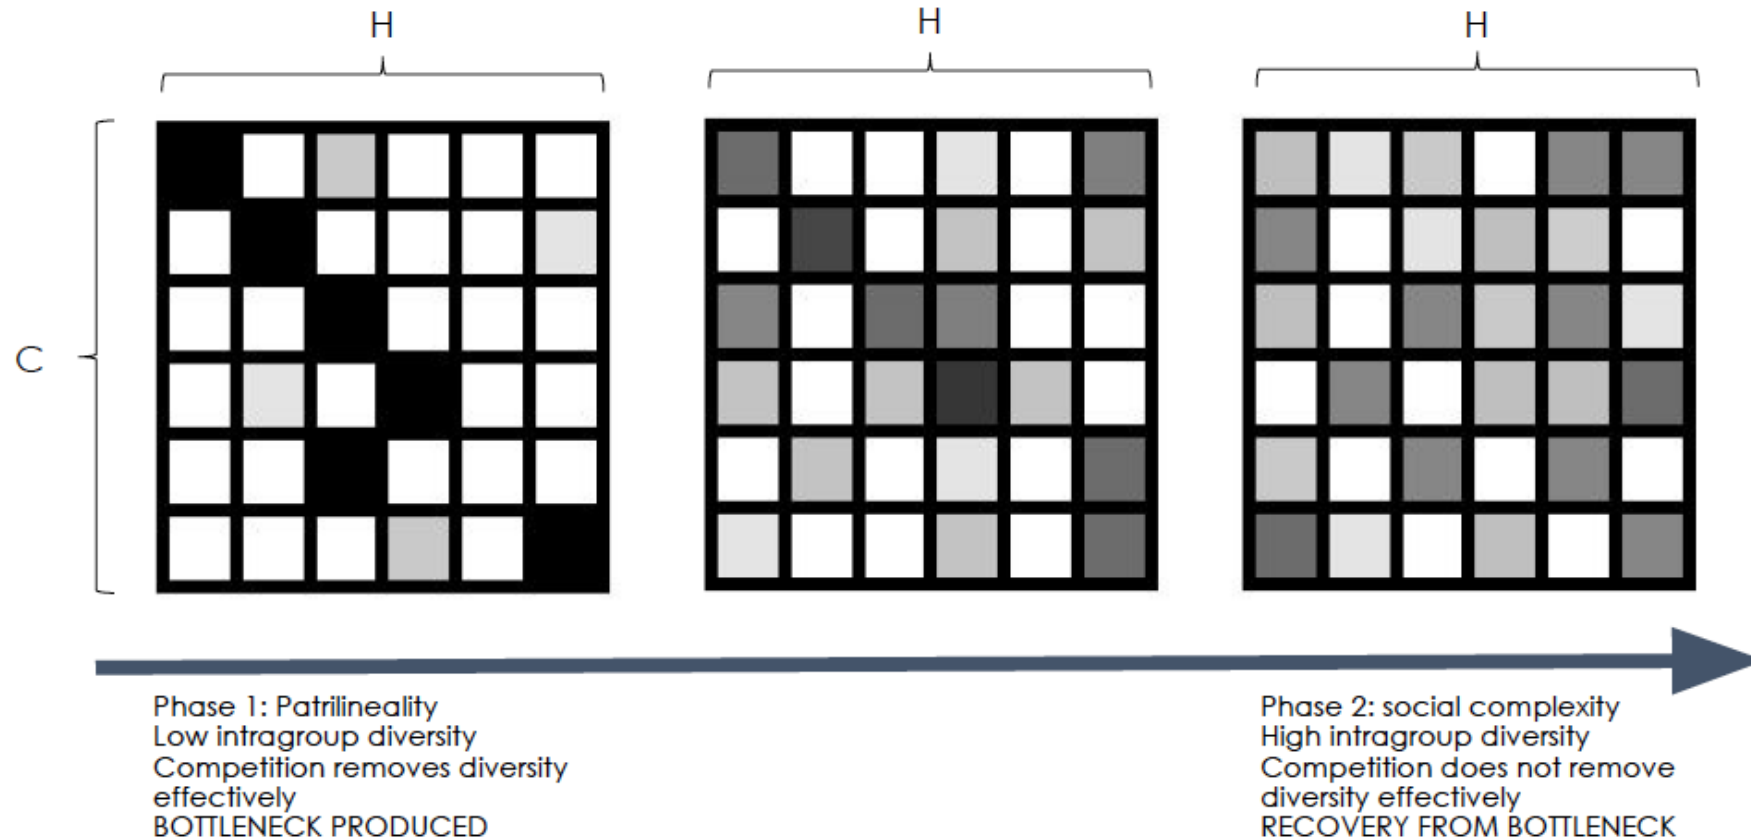 H
H
H
C
Phase 1: Patrilineality
Low intragroup diversity
Competition removes diversity
effectively
BOTTLENECK PRODUCED
Phase 2: social complexity
High intragroup diversity
Competition does not remove
diversity effectively
RECOVERY FROM BOTTLENECK